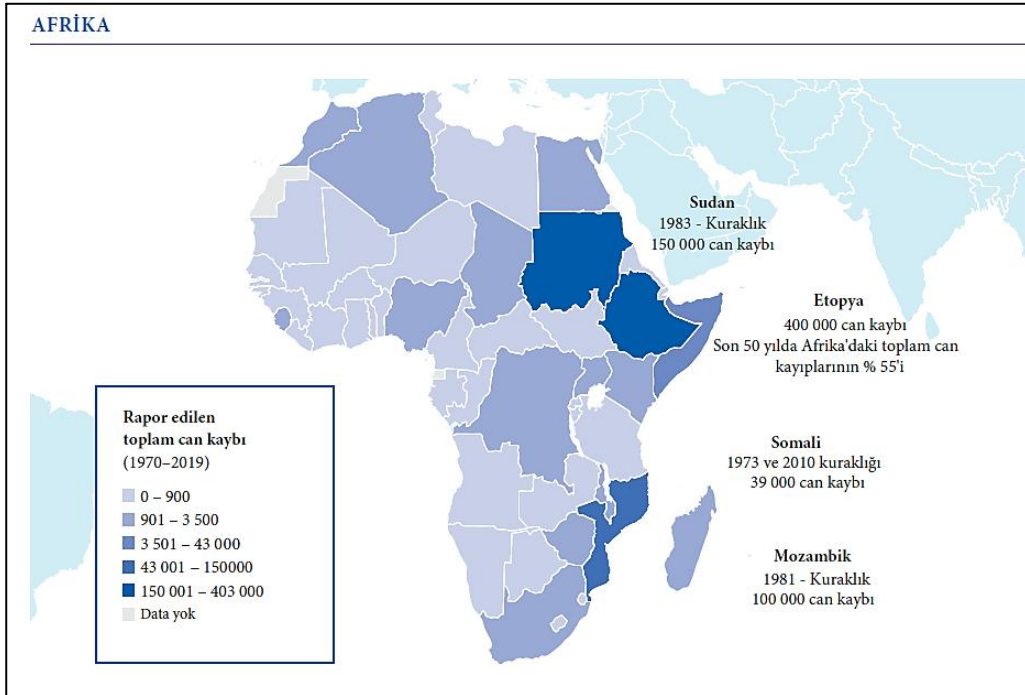 AFRİKA
Sudan
1983 - Kuraklık
150 000 can kaybı
Etopya
400 000 can kaybı
Son 50 yılda Afrika'daki toplam can
kayıplarının % 55'i
Somali
1973 ve 2010 kuraklığı
39 000 can kaybı
Mozambik
1981 - Kuraklık
100 000 can kaybı
Rapor edilen
toplam can kaybı
(1970–2019)
0 – 900
901 – 3 500
3 501 – 43 000
43 001 – 150000
150 001 – 403 000
Data yok